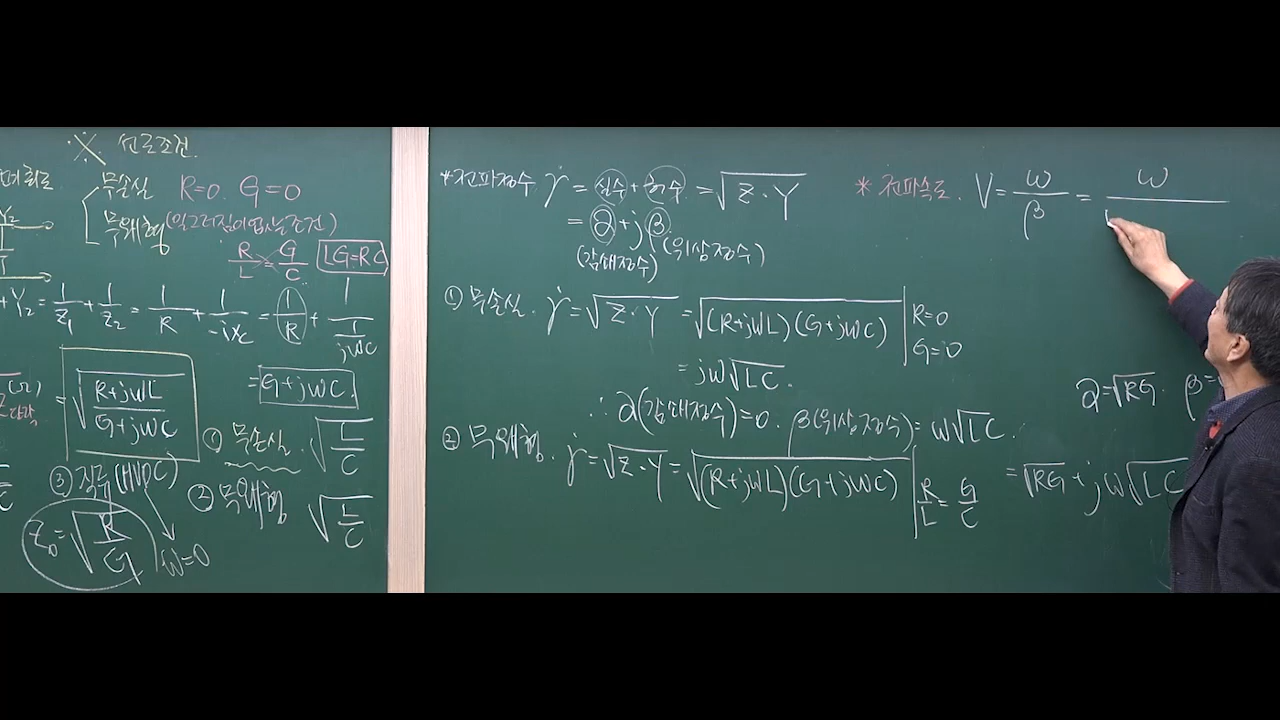 ※ 선로조건.
무손실 R=0. G=0
무왜형 (일그러짐이 없는 조건)
R/L = G/C LG=RC
Y₂ = 1/Z₁ + 1/Z₂ = 1/R + 1/-jxc = 1/R + 1/(1/jωC)
= G+jωC
(Ω) = √((R+jωL)/(G+jωC))
① 무손실. √(L/C)
② 무왜형 √(L/C)
③ 직류(HVDC)
Z₀=√(R/G) ω=0
* 전파정수 γ̇ = 실수 + 허수 = √(Z·Y)
= α + jβ
(감쇄정수) (위상정수)
① 무손실. γ̇ = √(Z·Y) = √((R+jωL)(G+jωC)) | R=0 G=0
= jω√(LC).
∴ α(감쇄정수)=0. β(위상정수)= ω√(LC).
② 무왜형. γ̇ = √(Z·Y) = √((R+jωL)(G+jωC)) | R/L = G/C
= √(RG) + jω√(LC)
α=√(RG). β=
* 전파속도. V = ω/β = ω